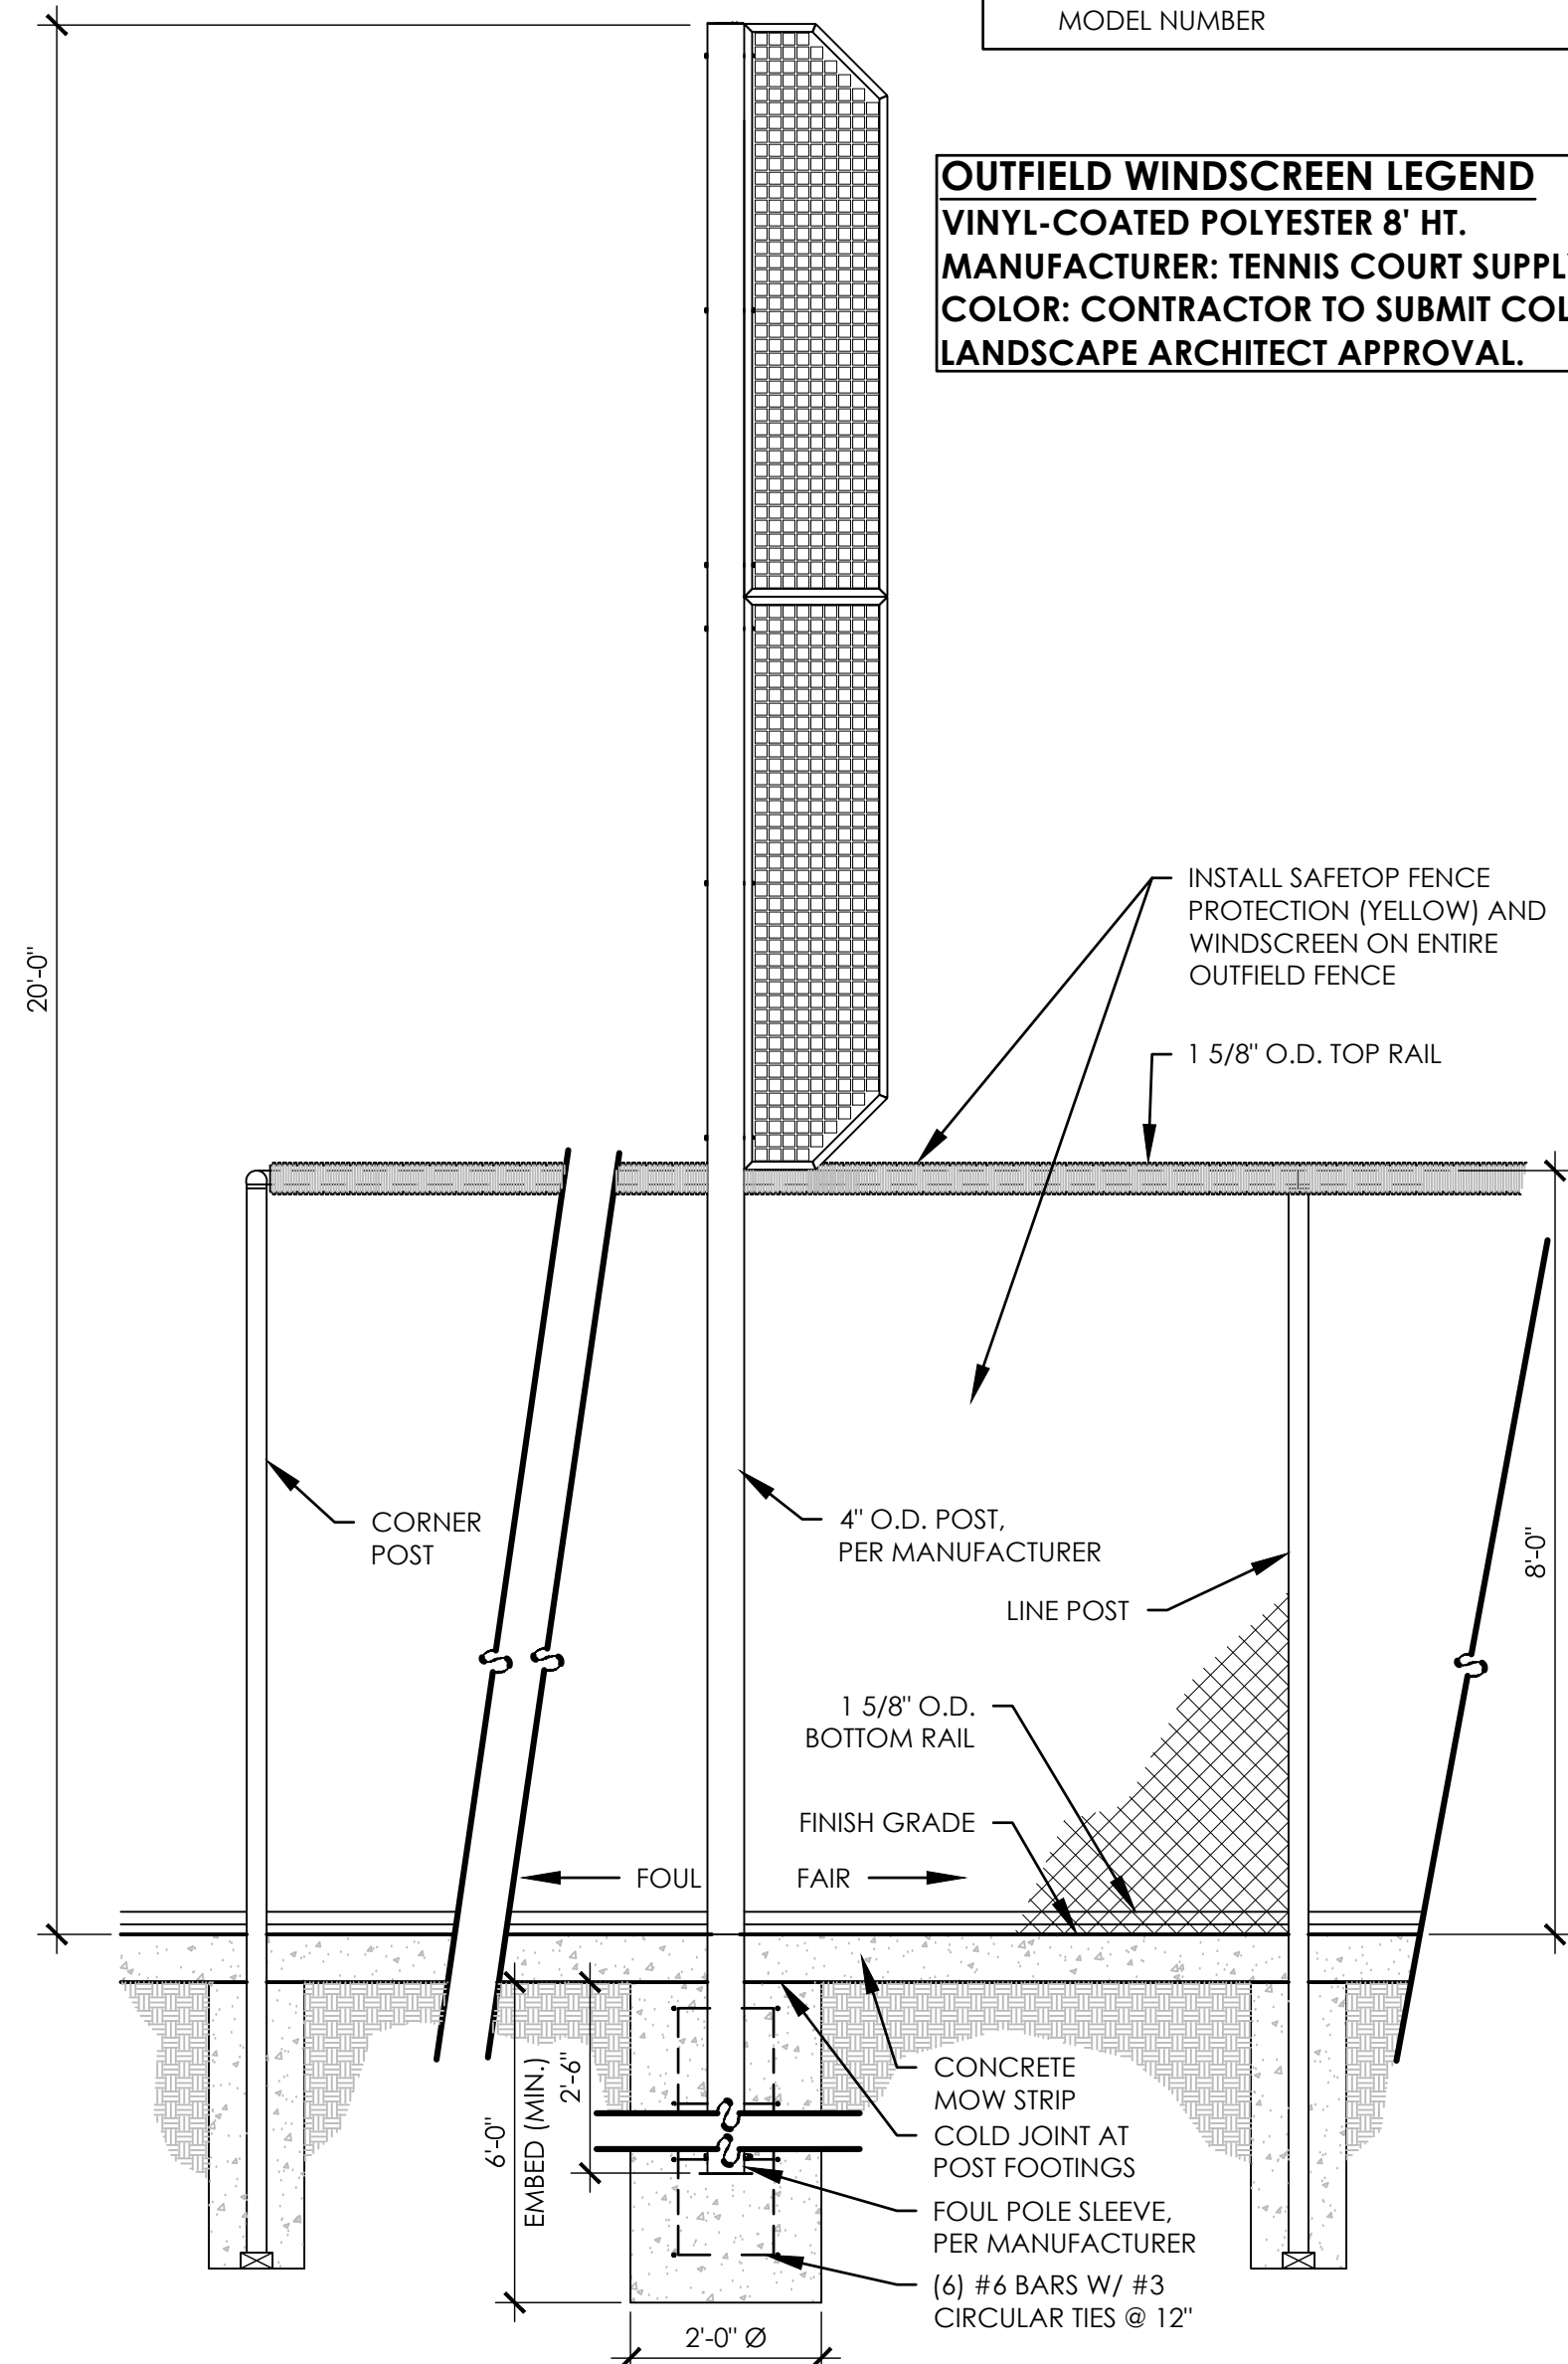 MODEL NUMBER
OUTFIELD WINDSCREEN LEGEND
VINYL-COATED POLYESTER 8' HT.
MANUFACTURER: TENNIS COURT SUPPLY
COLOR: CONTRACTOR TO SUBMIT COL
LANDSCAPE ARCHITECT APPROVAL.
INSTALL SAFETOP FENCE
PROTECTION (YELLOW) AND
WINDSCREEN ON ENTIRE
OUTFIELD FENCE
20'-0"
1 5/8" O.D. TOP RAIL
CORNER
POST
4" O.D. POST,
PER MANUFACTURER
8'-0"
LINE POST
1 5/8" O.D.
BOTTOM RAIL
FINISH GRADE
FOUL
FAIR
CONCRETE
MOW STRIP
COLD JOINT AT
POST FOOTINGS
2'-6"
6'-0"
EMBED (MIN.)
FOUL POLE SLEEVE,
PER MANUFACTURER
(6) #6 BARS W/ #3
CIRCULAR TIES @ 12"
2'-0" Ø